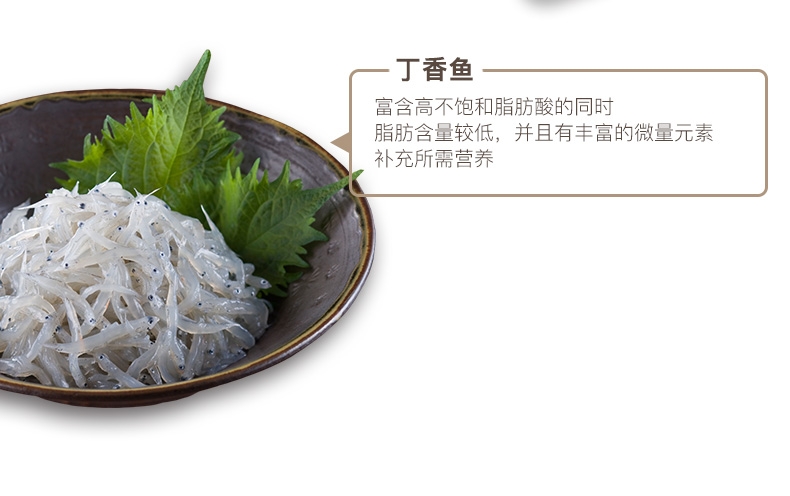 丁香鱼
富含高不饱和脂肪酸的同时
脂肪含量较低，并且有丰富的微量元素
补充所需营养